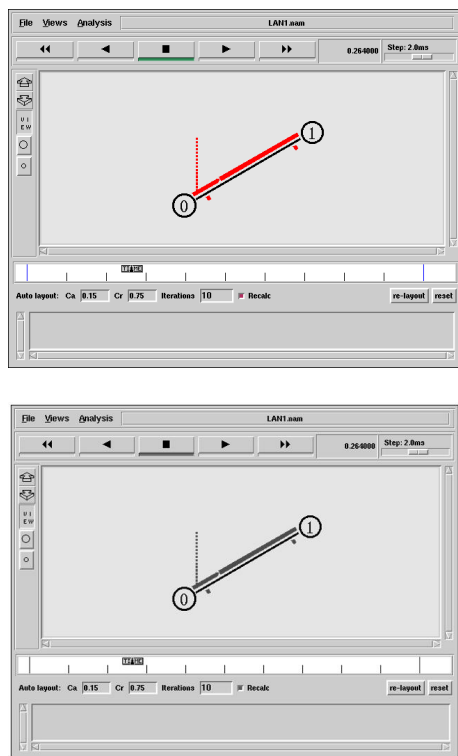 File Views Analysis LAN1.nam
0.264000 Step: 2.0ms
1
VIEW
0
TIME
Auto layout: Ca 0.15 Cr 0.75 Iterations 10 Recalc re-layout reset
File Views Analysis LAN1.nam
0.264000 Step: 2.0ms
VIEW
1
0
TIME
Auto layout: Ca 0.15 Cr 0.75 Iterations 10 Recalc re-layout reset